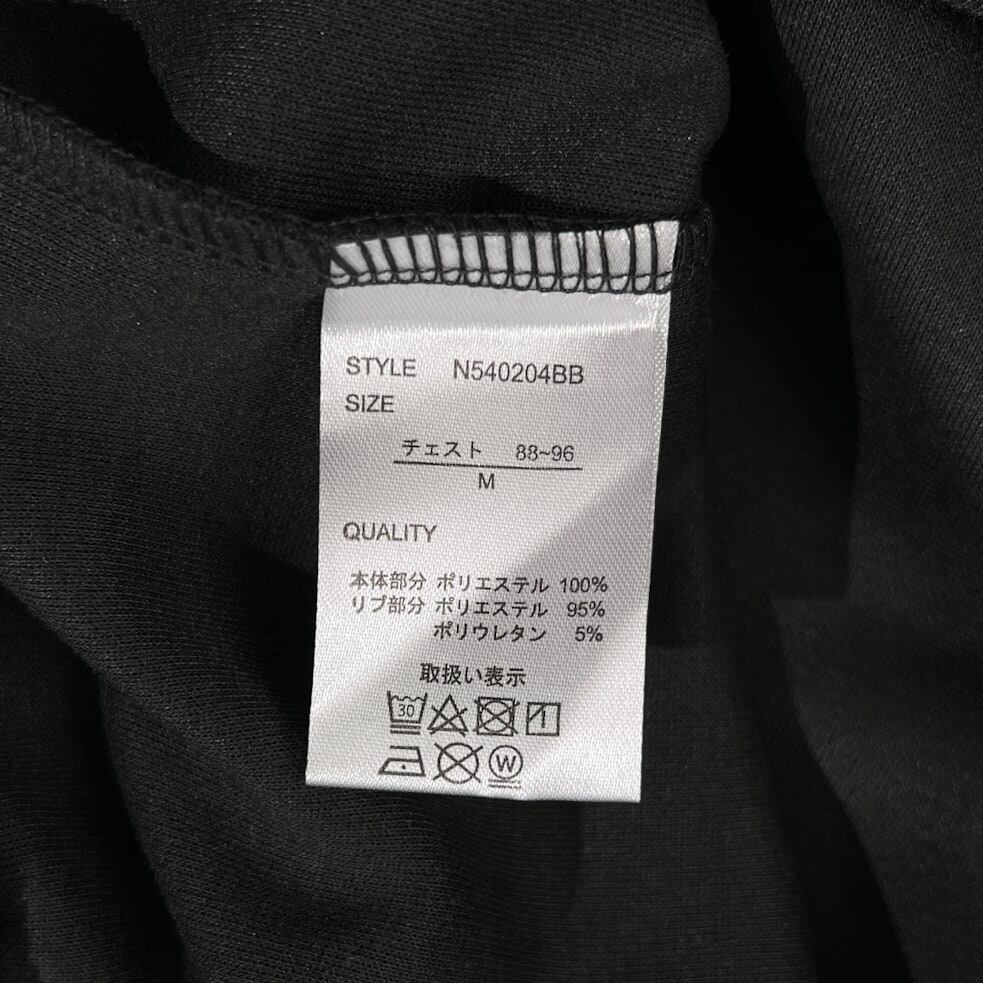 STYLE N540204BB
SIZE
チェスト 88~96
M
QUALITY
本体部分 ポリエステル 100%
リブ部分 ポリエステル 95%
ポリウレタン 5%
取扱い表示
30
W